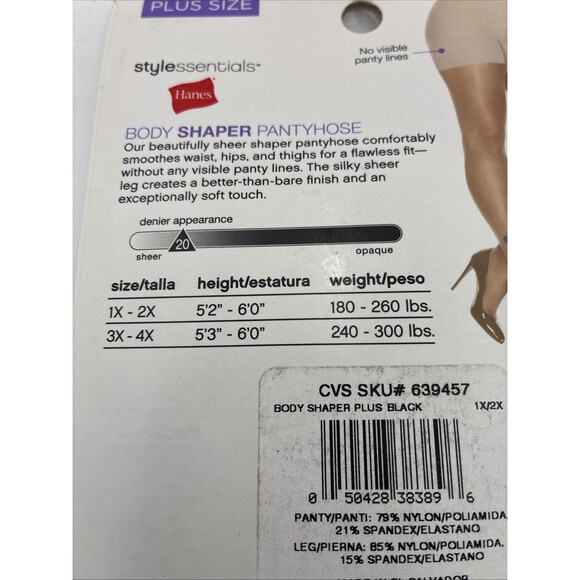 PLUS SIZE
No visible
panty lines
stylessentials™
Hanes
BODY SHAPER PANTYHOSE
Our beautifully sheer shaper pantyhose comfortably
smoothes waist, hips, and thighs for a flawless fit—
without any visible panty lines. The silky sheer
leg creates a better-than-bare finish and an
exceptionally soft touch.
denier appearance
20
sheer opaque
size/talla height/estatura weight/peso
1X - 2X 5'2" - 6'0" 180 - 260 lbs.
3X - 4X 5'3" - 6'0" 240 - 300 lbs.
CVS SKU# 639457
BODY SHAPER PLUS BLACK 1X/2X
0 50428 38389 6
PANTY/PANTI: 79% NYLON/POLIAMIDA,
21% SPANDEX/ELASTANO
LEG/PIERNA: 85% NYLON/POLIAMIDA,
15% SPANDEX/ELASTANO
MADE IN EL SALVADOR